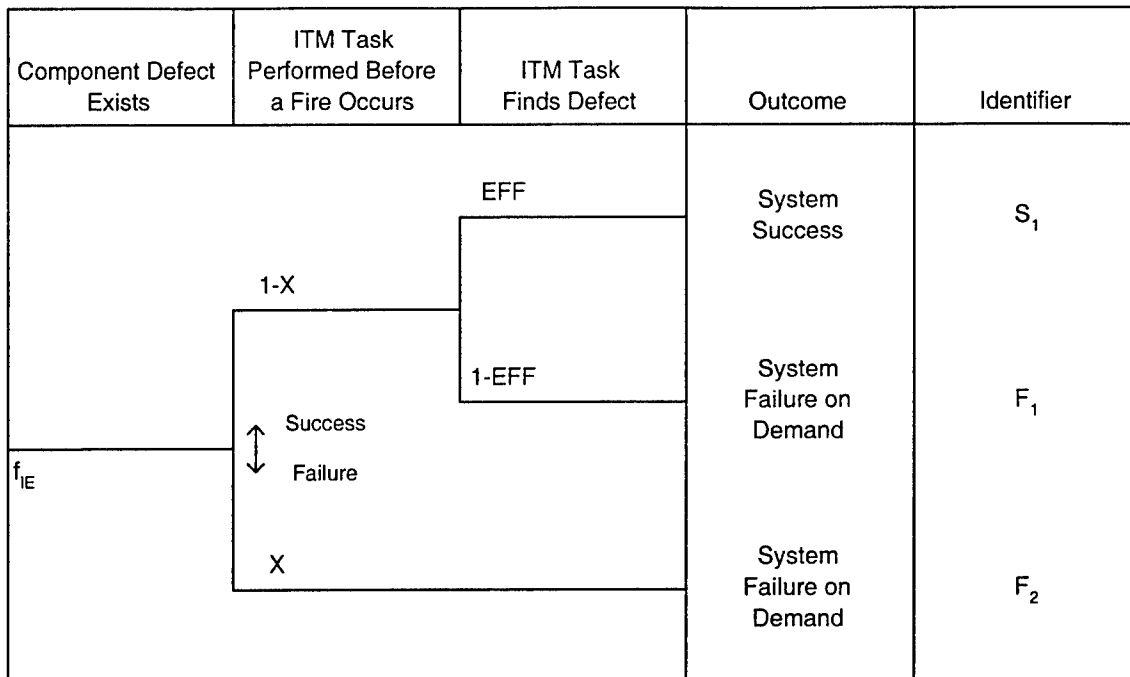 Component Defect
Exists
ITM Task
Performed Before
a Fire Occurs
ITM Task
Finds Defect
Outcome
Identifier
EFF
System
Success
S₁
1-X
1-EFF
System
Failure on
Demand
F₁
Success
Failure
f_IE
X
System
Failure on
Demand
F₂